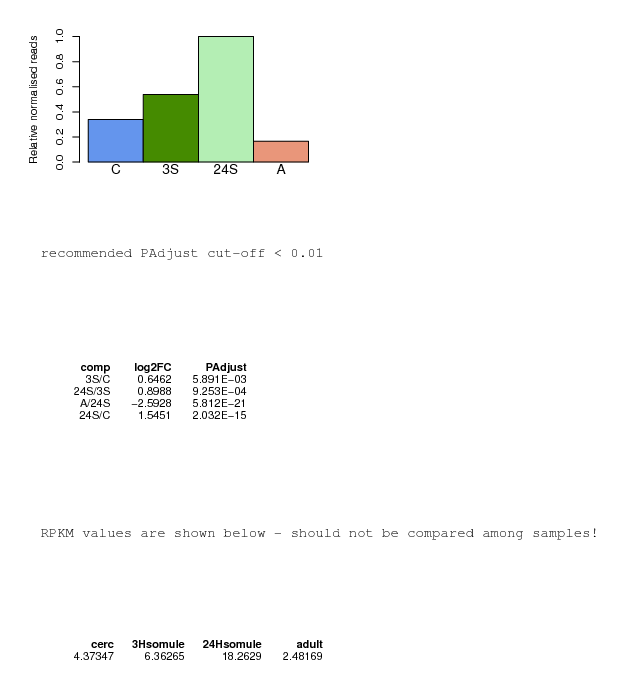 Relative normalised reads
1.0
0.8
0.6
0.4
0.2
0.0
C 3S 24S A
recommended PAdjust cut-off < 0.01
comp log2FC PAdjust
3S/C 0.6462 5.891E−03
24S/3S 0.8988 9.253E−04
A/24S −2.5928 5.812E−21
24S/C 1.5451 2.032E−15
RPKM values are shown below - should not be compared among samples!
cerc 3Hsomule 24Hsomule adult
4.37347 6.36265 18.2629 2.48169